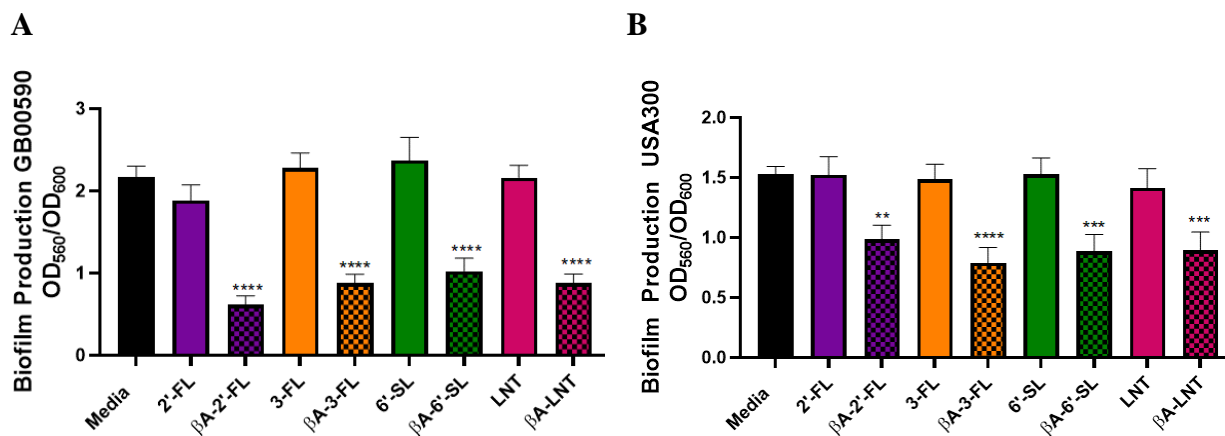 A
Biofilm Production GB00590
OD560/OD600
3
2
1
0
****
****
****
****
Media
2'-FL
βA-2'-FL
3-FL
βA-3-FL
6'-SL
βA-6'-SL
LNT
βA-LNT
B
Biofilm Production USA300
OD560/OD600
2.0
1.5
1.0
0.5
0.0
**
****
***
***
Media
2'-FL
βA-2'-FL
3-FL
βA-3-FL
6'-SL
βA-6'-SL
LNT
βA-LNT